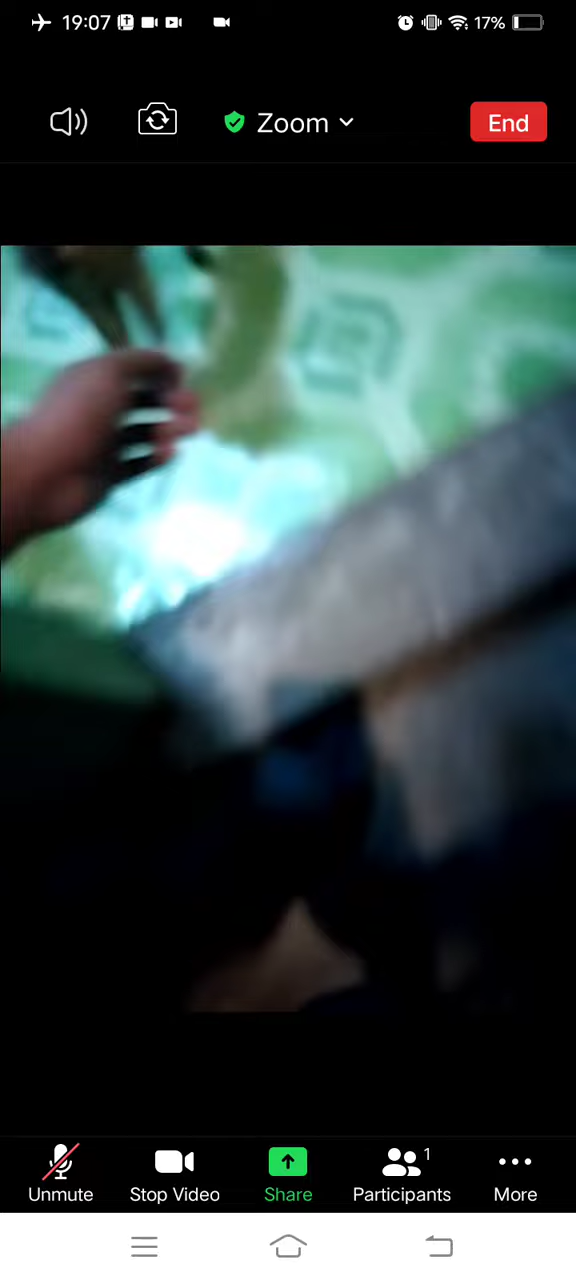 19:07
17%
Zoom
End
1
Unmute
Stop Video
Share
Participants
More